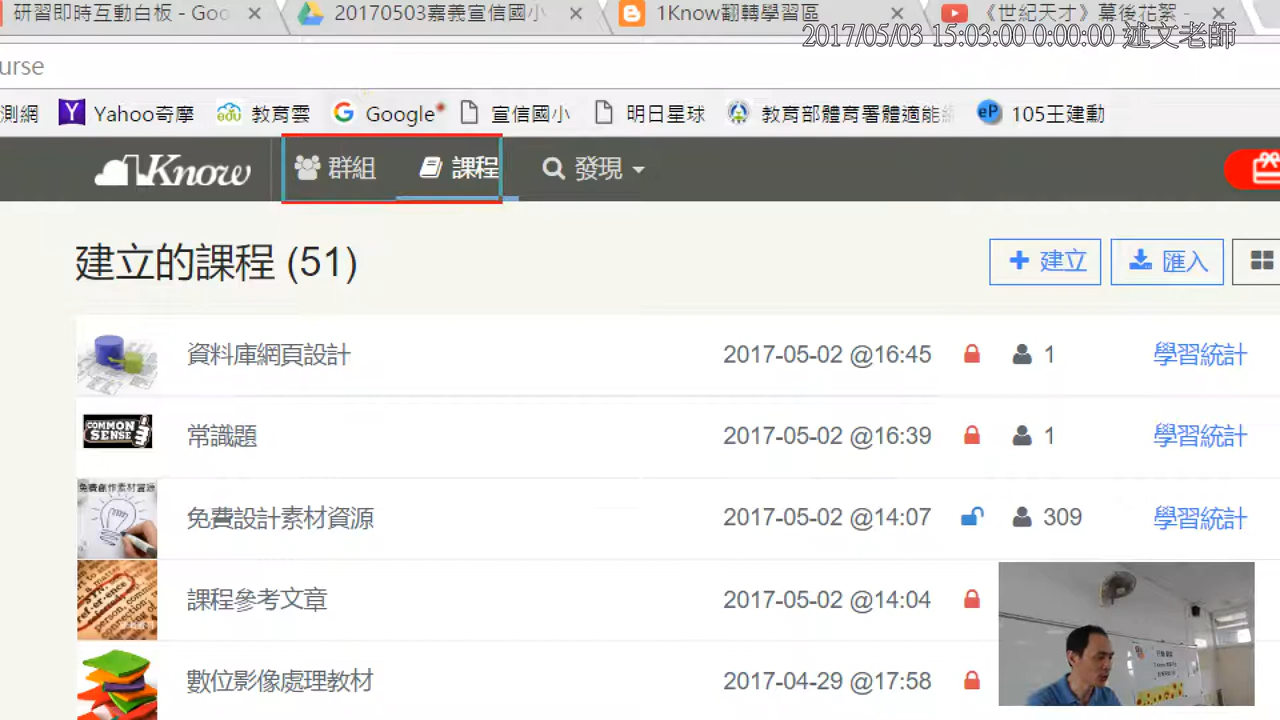 研習即時互動白板 - Goo
20170503嘉義宣信國小
1Know翻轉學習區
《世紀天才》幕後花絮 -
2017/05/03 15:03:00 0:00:00 述文老師
urse
測網
Yahoo奇摩
教育雲
Google
宣信國小
明日星球
教育部體育署體適能
105王建勳
1Know
群組
課程
發現
建立的課程 (51)
建立
匯入
資料庫網頁設計 2017-05-02 @16:45 1 學習統計
COMMON SENSE
常識題 2017-05-02 @16:39 1 學習統計
免費創作素材資源
免費設計素材資源 2017-05-02 @14:07 309 學習統計
課程參考文章 2017-05-02 @14:04
數位影像處理教材 2017-04-29 @17:58